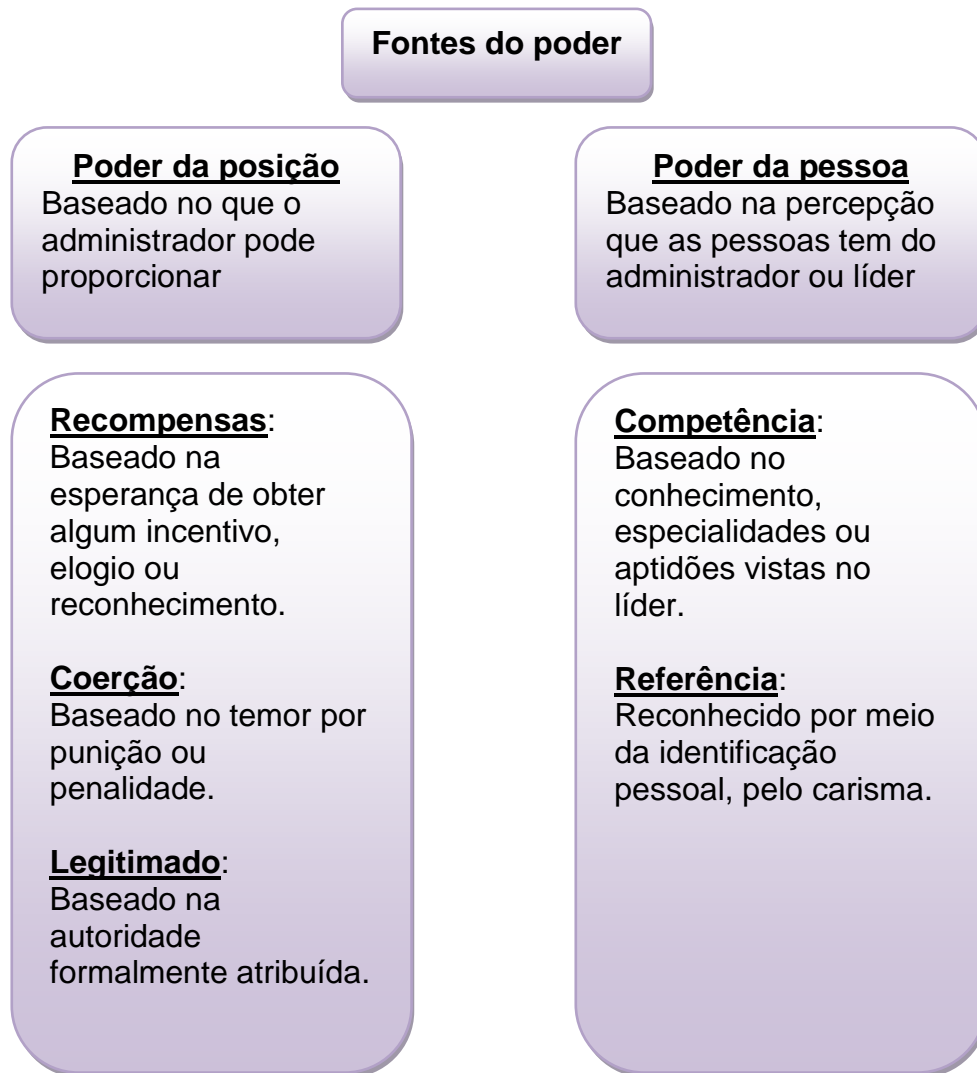 Fontes do poder
Poder da posição
Baseado no que o
administrador pode
proporcionar
Poder da pessoa
Baseado na percepção
que as pessoas tem do
administrador ou líder
Recompensas:
Baseado na
esperança de obter
algum incentivo,
elogio ou
reconhecimento.
Coerção:
Baseado no temor por
punição ou
penalidade.
Legitimado:
Baseado na
autoridade
formalmente atribuída.
Competência:
Baseado no
conhecimento,
especialidades ou
aptidões vistas no
líder.
Referência:
Reconhecido por meio
da identificação
pessoal, pelo carisma.